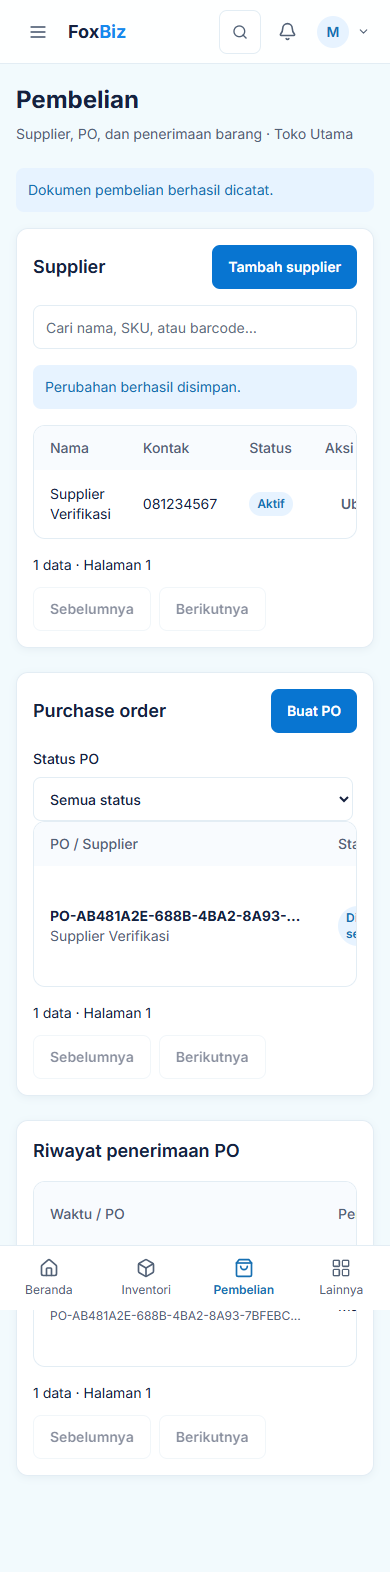 FoxBiz
M
Pembelian
Supplier, PO, dan penerimaan barang · Toko Utama
Dokumen pembelian berhasil dicatat.
Supplier
Tambah supplier
Cari nama, SKU, atau barcode...
Perubahan berhasil disimpan.
Nama Kontak Status Aksi
Supplier Verifikasi 081234567 Aktif Ub
1 data · Halaman 1
Sebelumnya Berikutnya
Purchase order
Buat PO
Status PO
Semua status
PO / Supplier Sta
PO-AB481A2E-688B-4BA2-8A93-...
Supplier Verifikasi
1 data · Halaman 1
Sebelumnya Berikutnya
Riwayat penerimaan PO
Waktu / PO Pe
Beranda Inventori Pembelian Lainnya
PO-AB481A2E-688B-4BA2-8A93-7BFEBC...
1 data · Halaman 1
Sebelumnya Berikutnya